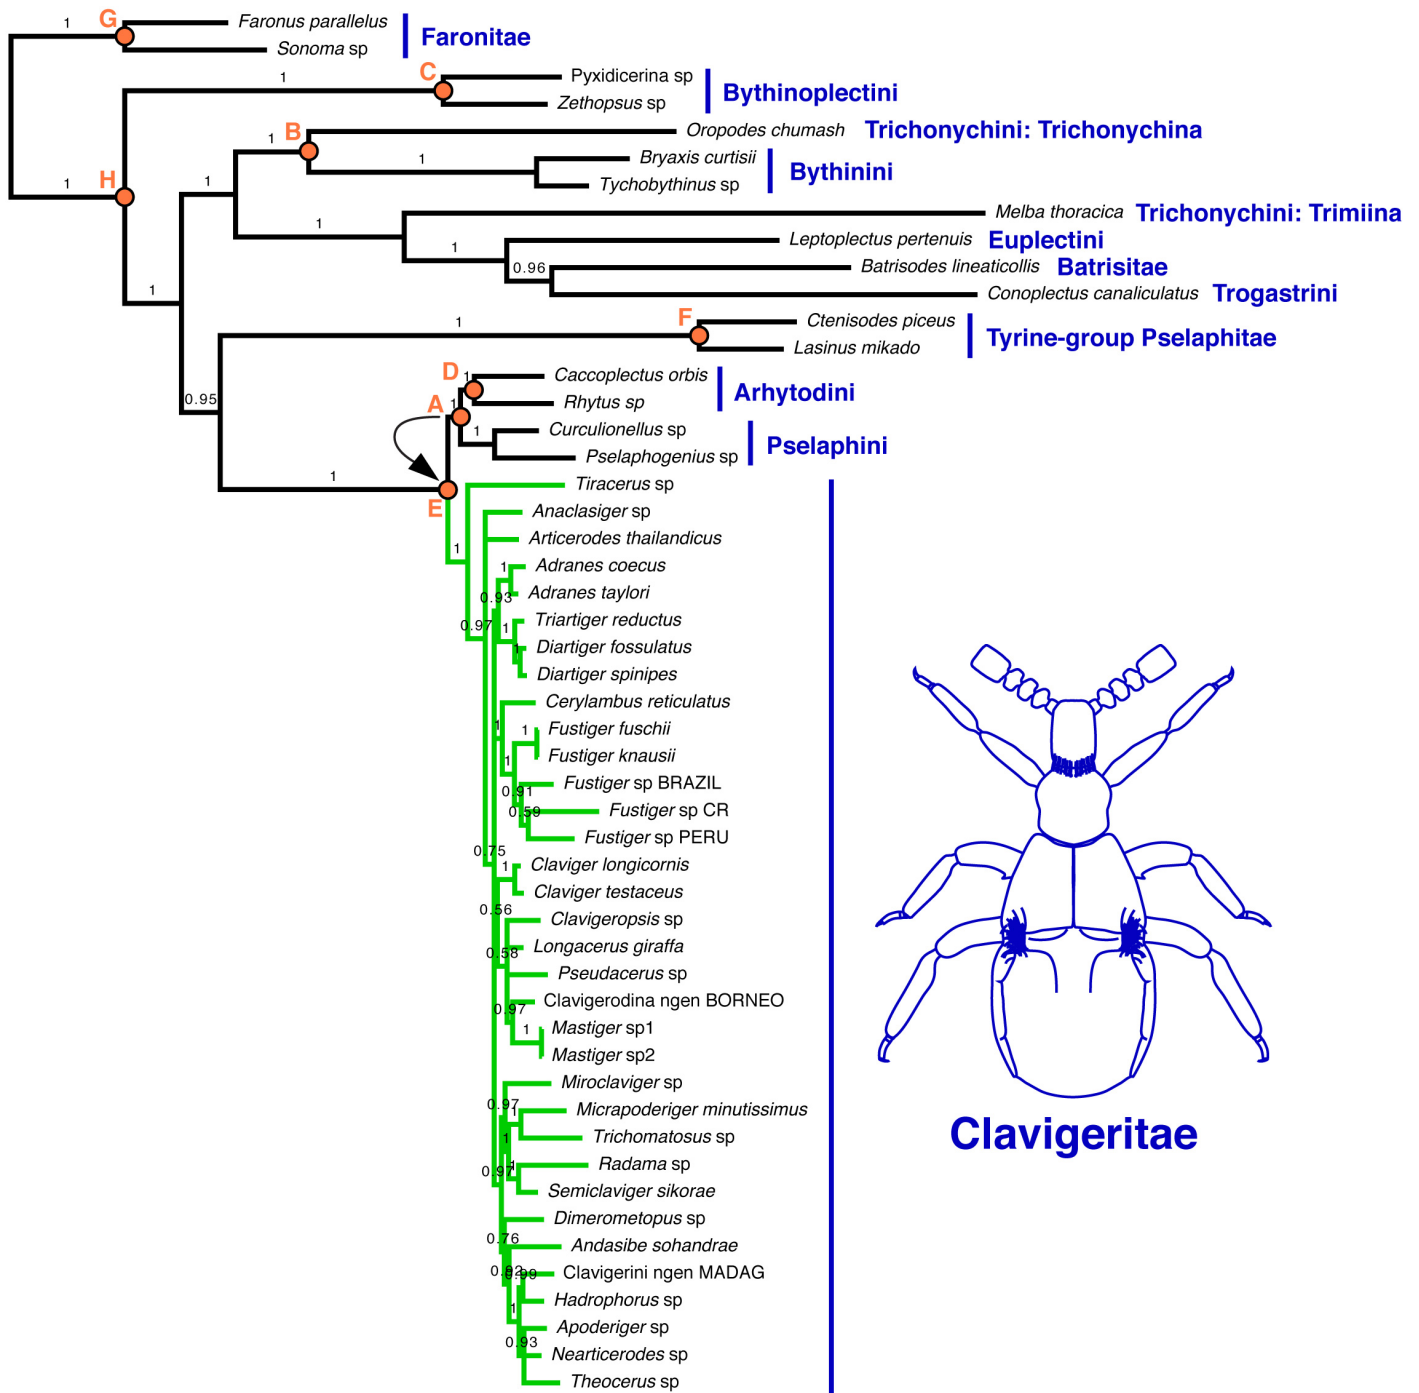 G
1
Faronus parallelus
Sonoma sp
Faronitae
C
1
Pyxidicerina sp
Zethopsus sp
Bythinoplectini
B
1
Oropodes chumash
Trichonychini: Trichonychina
1
Bryaxis curtisii
Tychobythinus sp
Bythinini
H
1
1
1
Melba thoracica
Trichonychini: Trimiina
1
Leptoplectus pertenuis
Euplectini
0.96
Batrisodes lineaticollis
Batrisitae
1
Conoplectus canaliculatus
Trogastrini
F
1
Ctenisodes piceus
Lasinus mikado
Tyrine-group Pselaphitae
D
1
Caccoplectus orbis
0.95
A
1
Rhytus sp
Arhytodini
1
Curculionellus sp
Pselaphogenius sp
Pselaphini
1
E
Tiracerus sp
Anaclasiger sp
1
Articerodes thailandicus
1
Adranes coecus
0.93
Adranes taylori
0.97
1
Triartiger reductus
1
Diartiger fossulatus
Diartiger spinipes
Cerylambus reticulatus
1
1
Fustiger fuschii
1
Fustiger knausii
0.91
Fustiger sp BRAZIL
0.59
Fustiger sp CR
Fustiger sp PERU
0.75
1
Claviger longicornis
Claviger testaceus
0.56
Clavigeropsis sp
0.58
Longacerus giraffa
Pseudacerus sp
0.97
Clavigerodina ngen BORNEO
1
Mastiger sp1
Mastiger sp2
Miroclaviger sp
0.97
1
Micrapoderiger minutissimus
1
Trichomatosus sp
0.97
1
Radama sp
Semiclaviger sikorae
Dimerometopus sp
0.76
Andasibe sohandrae
0.99
Clavigerini ngen MADAG
1
Hadrophorus sp
Apoderiger sp
0.93
Nearticerodes sp
Theocerus sp
Clavigeritae